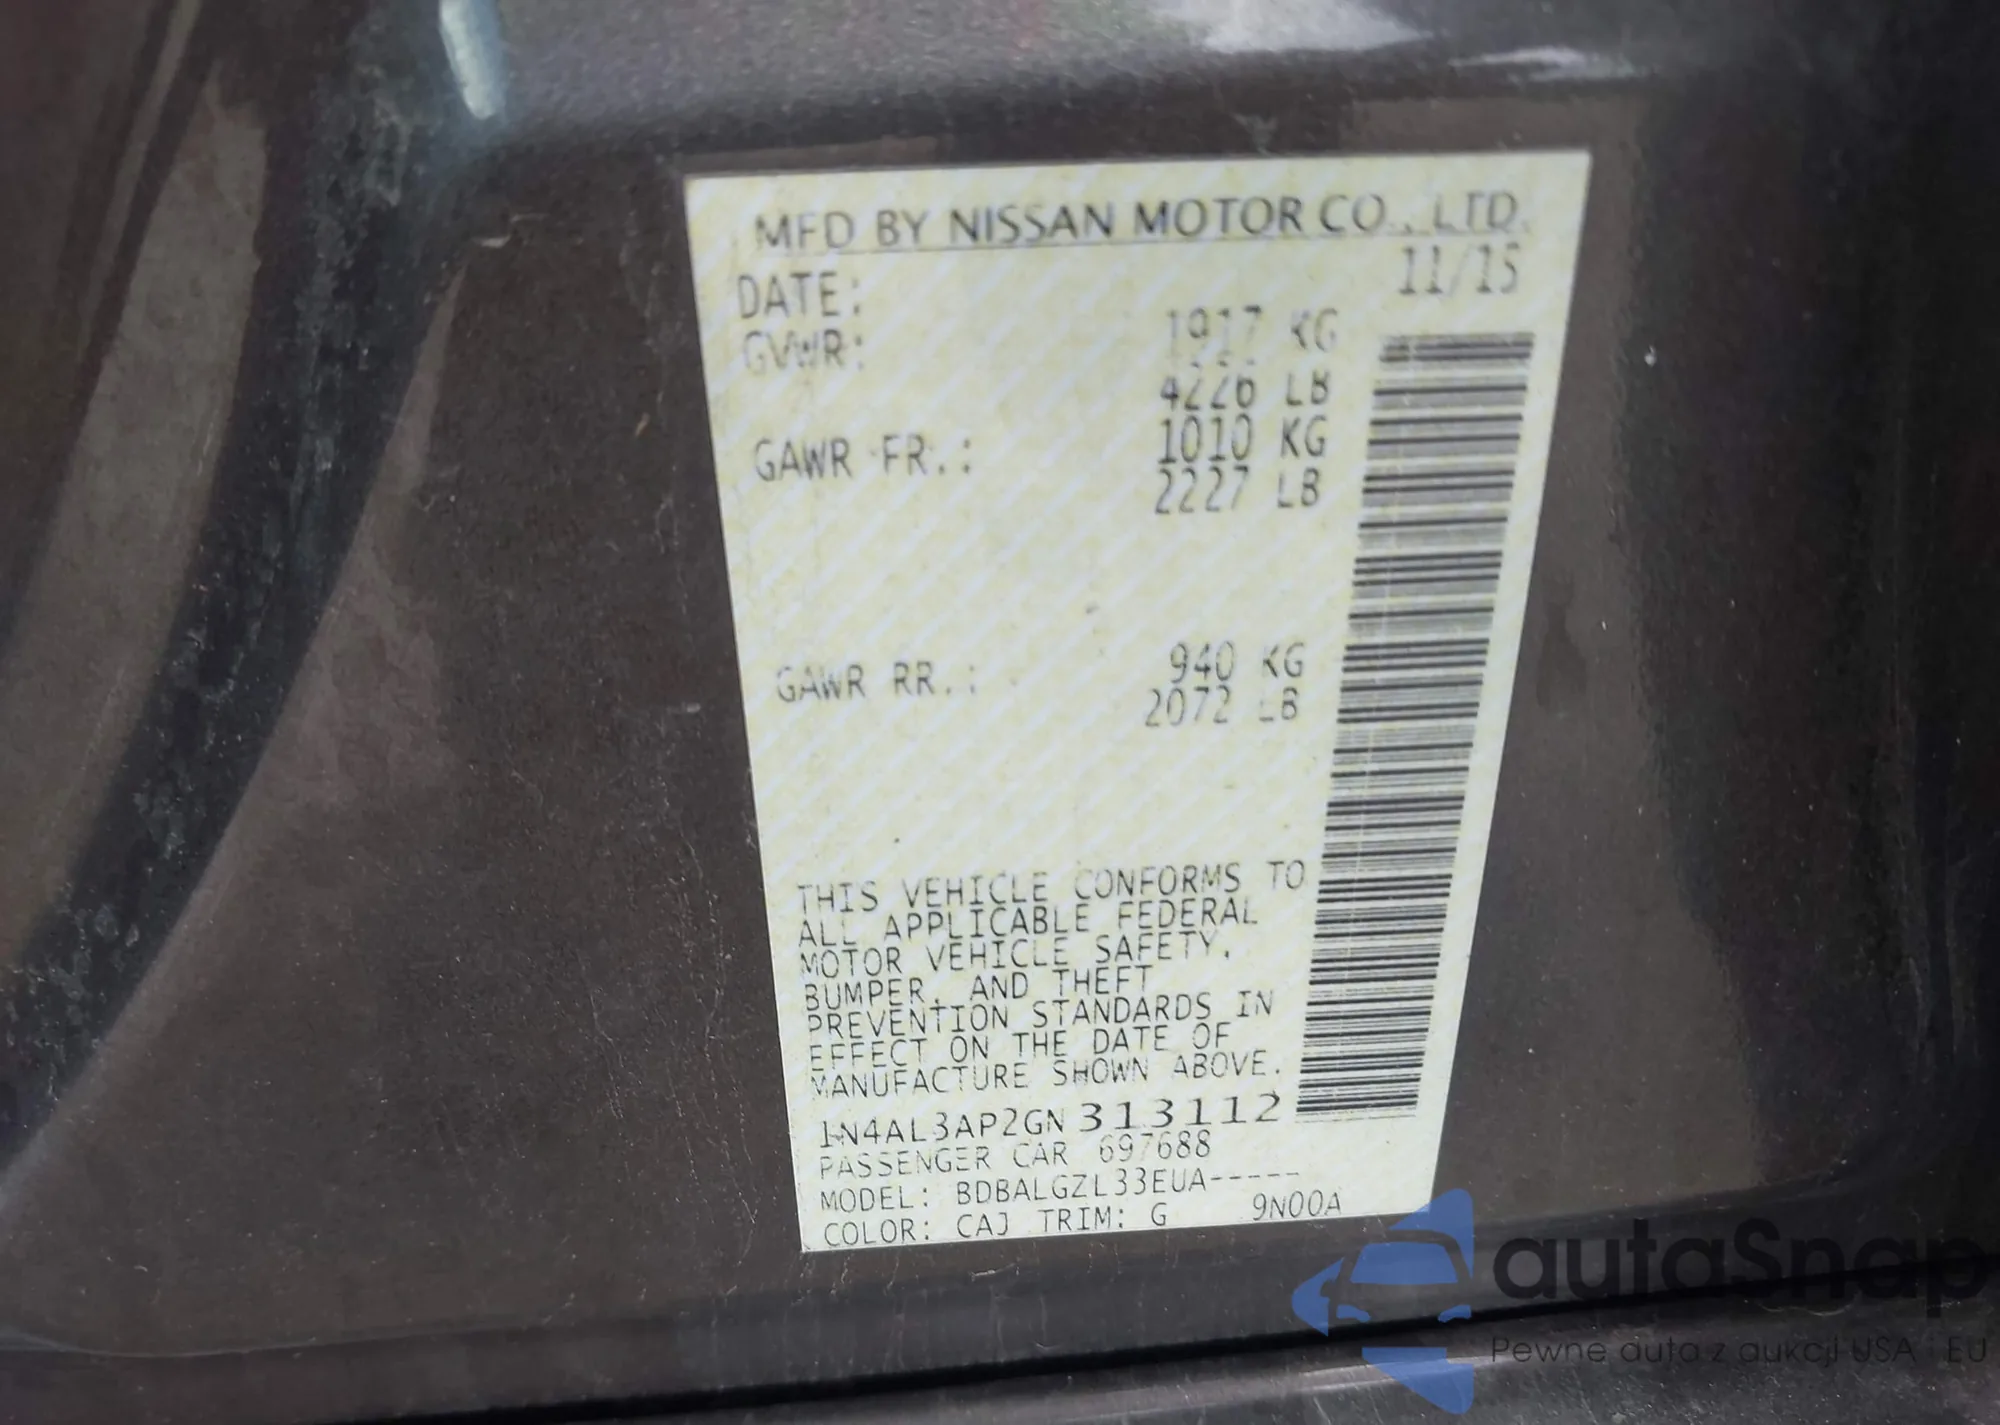 MFD BY NISSAN MOTOR CO., LTD.
DATE: 11/15
GVWR: 1917 KG
4226 LB
GAWR FR.: 1010 KG
2227 LB
GAWR RR.: 940 KG
2072 LB
THIS VEHICLE CONFORMS TO
ALL APPLICABLE FEDERAL
MOTOR VEHICLE SAFETY,
BUMPER, AND THEFT
PREVENTION STANDARDS IN
EFFECT ON THE DATE OF
MANUFACTURE SHOWN ABOVE.
1N4AL3AP2GN313112
PASSENGER CAR 697688
MODEL: BDBALGZL33EUA-----
COLOR: CAJ TRIM: G 9N00A
autaSnap
Pewne auta z aukcji USA i EU